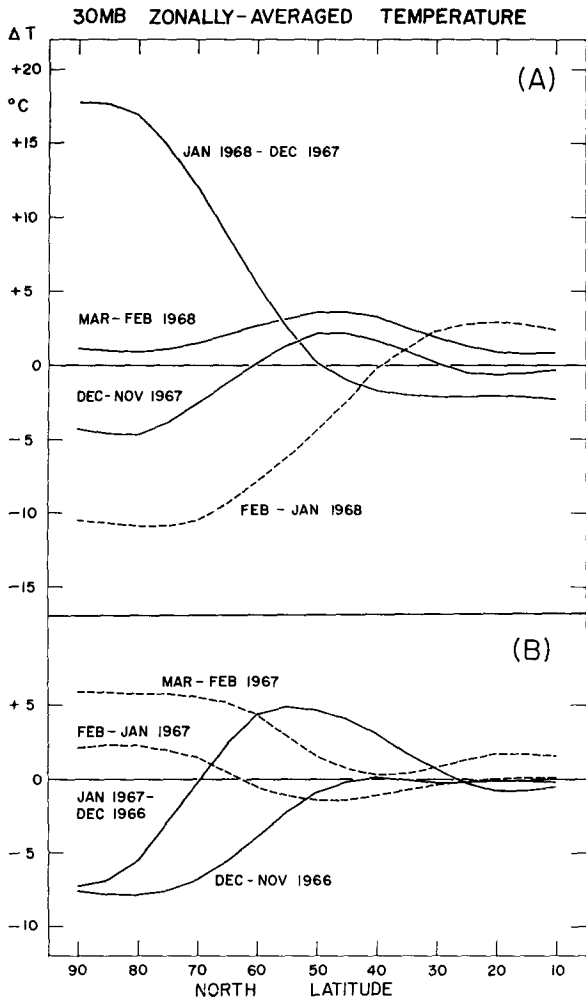 30MB ZONALLY-AVERAGED TEMPERATURE
ΔT
°C
+20
+15
+10
+5
0
-5
-10
-15
(A)
JAN 1968 - DEC 1967
MAR-FEB 1968
DEC-NOV 1967
FEB - JAN 1968
(B)
+5
0
-5
-10
MAR-FEB 1967
FEB-JAN 1967
JAN 1967-
DEC 1966
DEC-NOV 1966
90 80 70 60 50 40 30 20 10
NORTH LATITUDE